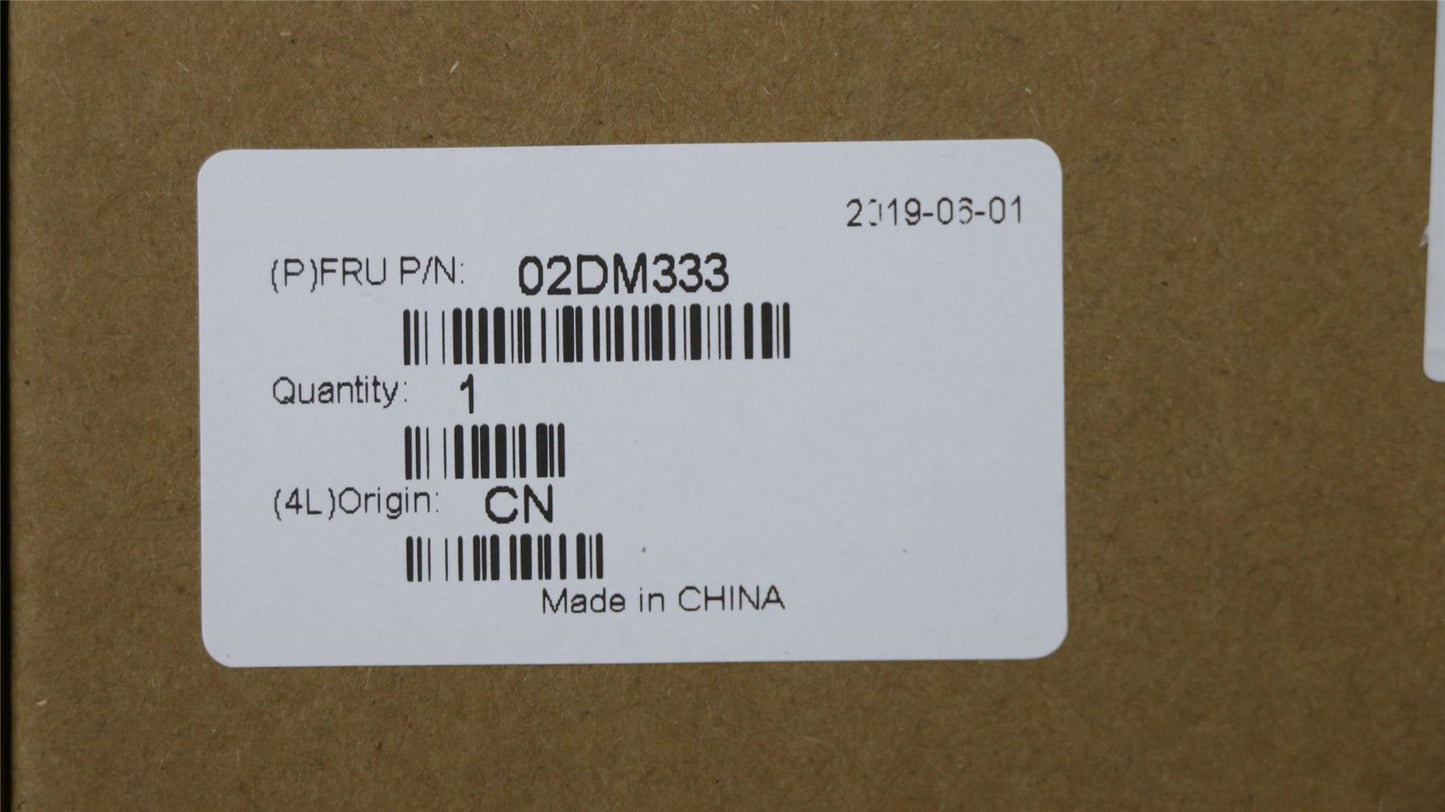 2019-06-01
(P)FRU P/N: 02DM333
Quantity: 1
(4L)Origin: CN
Made in CHINA